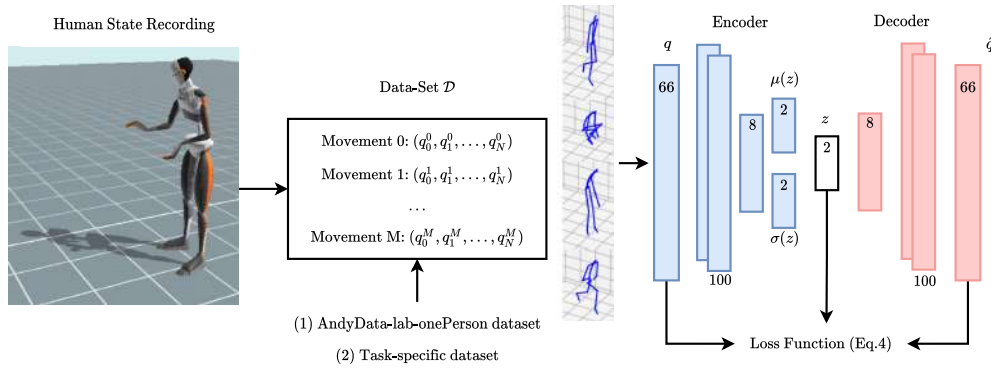 Human State Recording
Data-Set 𝒟
Movement 0: (q_0^0, q_1^0, …, q_N^0)
Movement 1: (q_0^1, q_1^1, …, q_N^1)
…
Movement M: (q_0^M, q_1^M, …, q_N^M)
(1) AndyData-lab-onePerson dataset
(2) Task-specific dataset
Encoder
Decoder
q
66
100
8
μ(z)
2
2
σ(z)
z
2
8
100
q̂
66
Loss Function (Eq.4)